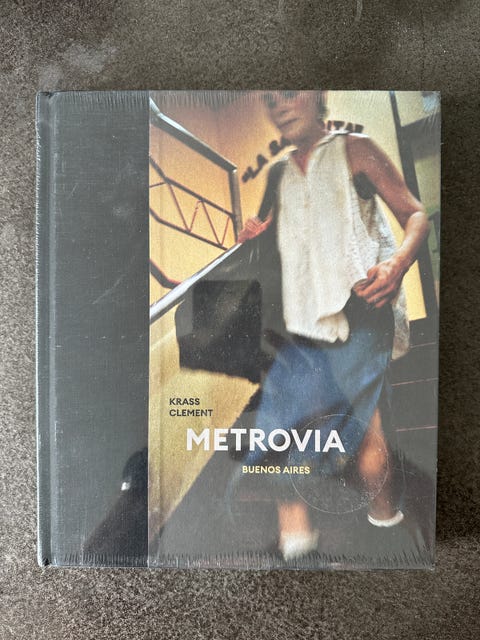 KRASS
CLEMENT
METROVIA
BUENOS AIRES